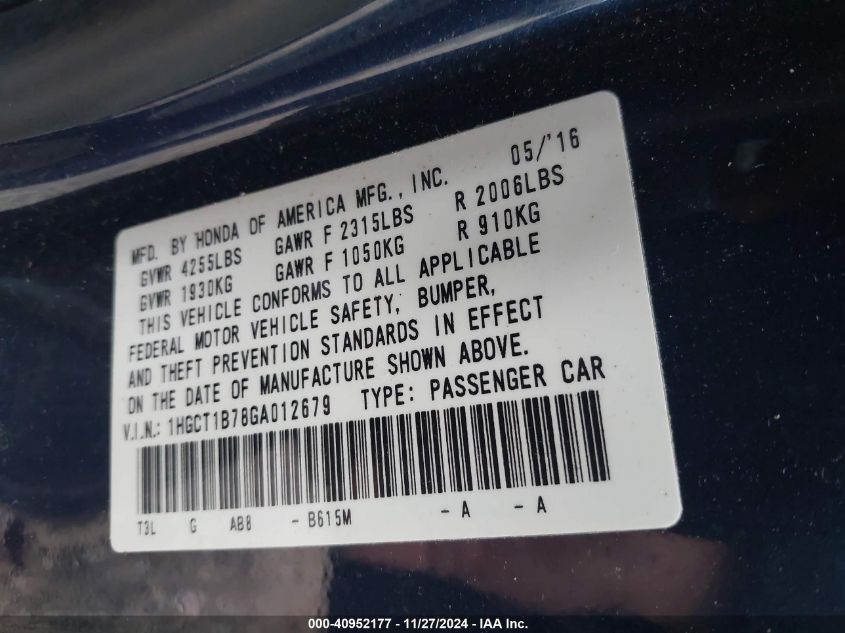 05/'16
MFD. BY HONDA OF AMERICA MFG., INC.
GVWR 4255LBS GAWR F 2315LBS R 2006LBS
GVWR 1930KG GAWR F 1050KG R 910KG
THIS VEHICLE CONFORMS TO ALL APPLICABLE
FEDERAL MOTOR VEHICLE SAFETY, BUMPER,
AND THEFT PREVENTION STANDARDS IN EFFECT
ON THE DATE OF MANUFACTURE SHOWN ABOVE.
V.I.N.: 1HGCT1B78GA012679 TYPE: PASSENGER CAR
T3L G AB8 - B615M - A - A
000-40952177 - 11/27/2024 - IAA Inc.